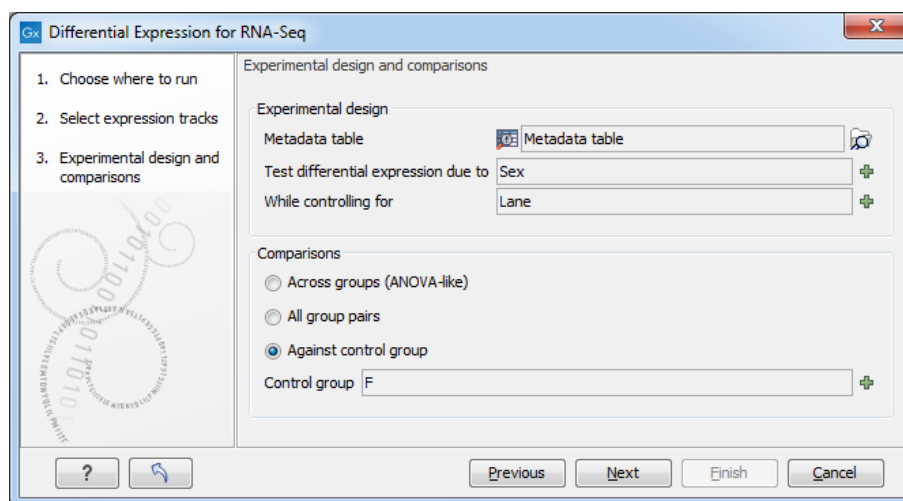 Gx Differential Expression for RNA-Seq
1. Choose where to run
2. Select expression tracks
3. Experimental design and
comparisons
Experimental design and comparisons
Experimental design
Metadata table Metadata table
Test differential expression due to Sex
While controlling for Lane
Comparisons
Across groups (ANOVA-like)
All group pairs
Against control group
Control group F
? Previous Next Finish Cancel